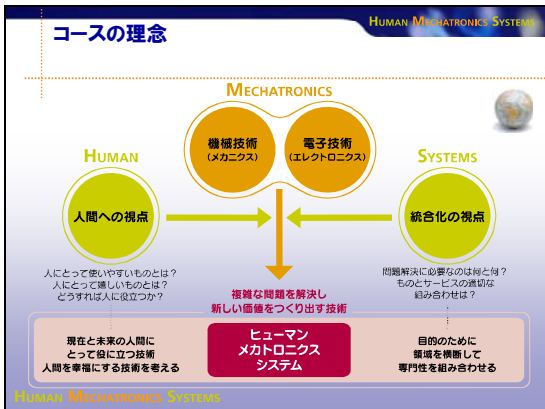 コースの理念
HUMAN MECHATRONICS SYSTEMS
MECHATRONICS
機械技術
(メカニクス)
電子技術
(エレクトロニクス)
HUMAN
SYSTEMS
人間への視点
統合化の視点
人にとって使いやすいものとは?
人にとって嬉しいものとは?
どうすれば人に役立つか?
問題解決に必要なのは何と何?
ものとサービスの適切な
組み合わせは?
複雑な問題を解決し
新しい価値をつくり出す技術
現在と未来の人間に
とって役に立つ技術
人間を幸福にする技術を考える
ヒューマン
メカトロニクス
システム
目的のために
領域を横断して
専門性を組み合わせる
HUMAN MECHATRONICS SYSTEMS